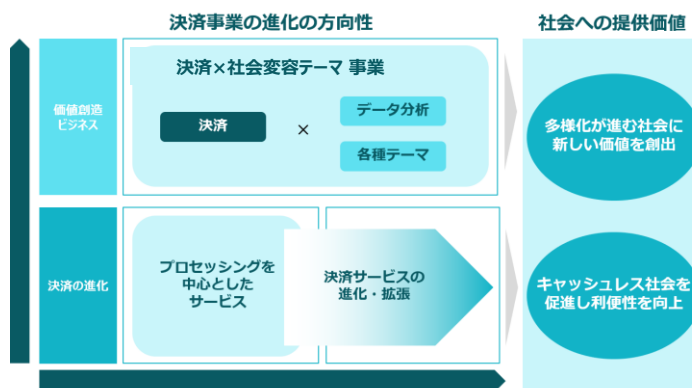 決済事業の進化の方向性
社会への提供価値
価値創造
ビジネス
決済×社会変容テーマ 事業
決済
×
データ分析
各種テーマ
多様化が進む社会に
新しい価値を創出
決済の進化
プロセッシングを
中心とした
サービス
決済サービスの
進化・拡張
キャッシュレス社会を
促進し利便性を向上